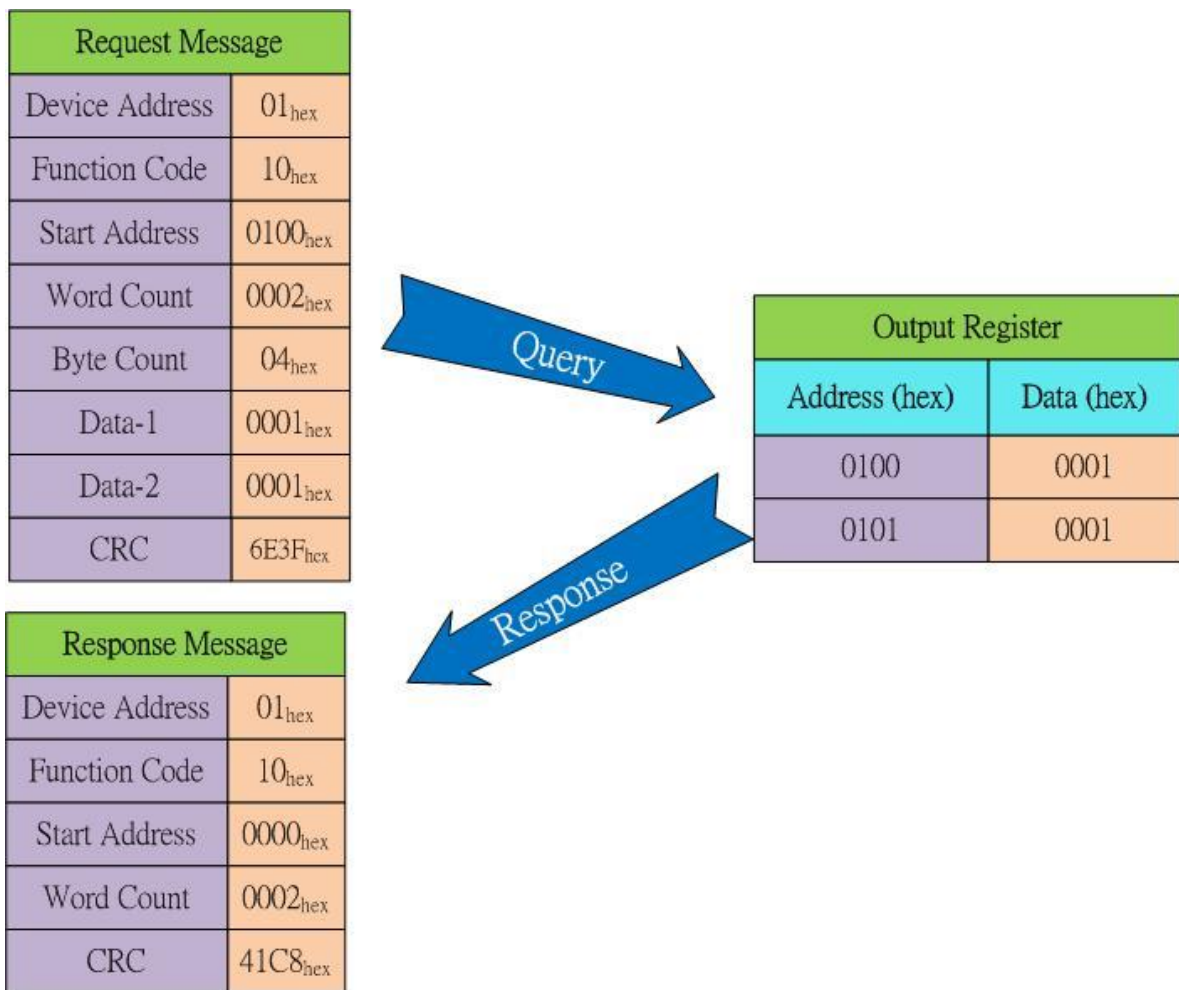 Request Message
Device Address 01hex
Function Code 10hex
Start Address 0100hex
Word Count 0002hex
Byte Count 04hex
Data-1 0001hex
Data-2 0001hex
CRC 6E3Fhex
Query
Output Register
Address (hex) Data (hex)
0100 0001
0101 0001
Response
Response Message
Device Address 01hex
Function Code 10hex
Start Address 0000hex
Word Count 0002hex
CRC 41C8hex